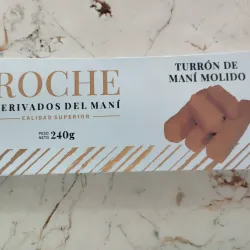 ROCHE
ERIVADOS DEL MANÍ
CALIDAD SUPERIOR
PESO
NETO 240g
TURRÓN DE
MANÍ MOLIDO